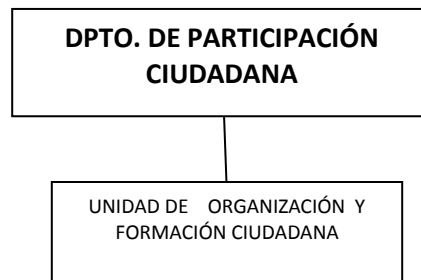 DPTO. DE PARTICIPACIÓN
CIUDADANA
UNIDAD DE ORGANIZACIÓN Y
FORMACIÓN CIUDADANA